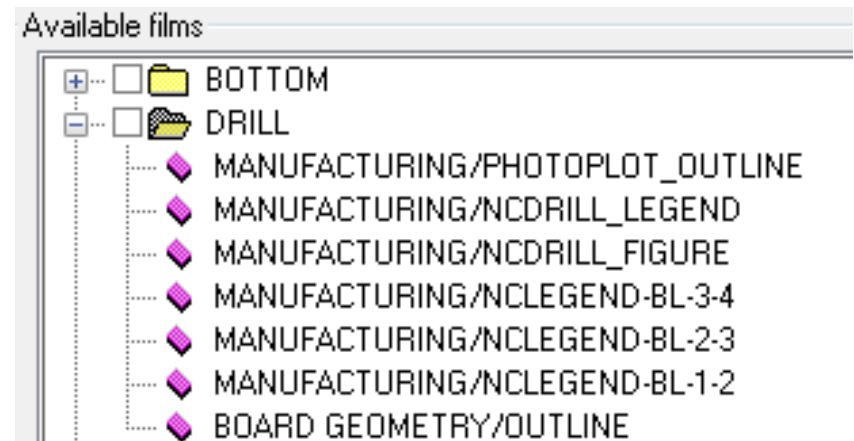 Available films
BOTTOM
DRILL
MANUFACTURING/PHOTOPLOT_OUTLINE
MANUFACTURING/NCDRILL_LEGEND
MANUFACTURING/NCDRILL_FIGURE
MANUFACTURING/NCLEGEND-BL-3-4
MANUFACTURING/NCLEGEND-BL-2-3
MANUFACTURING/NCLEGEND-BL-1-2
BOARD GEOMETRY/OUTLINE